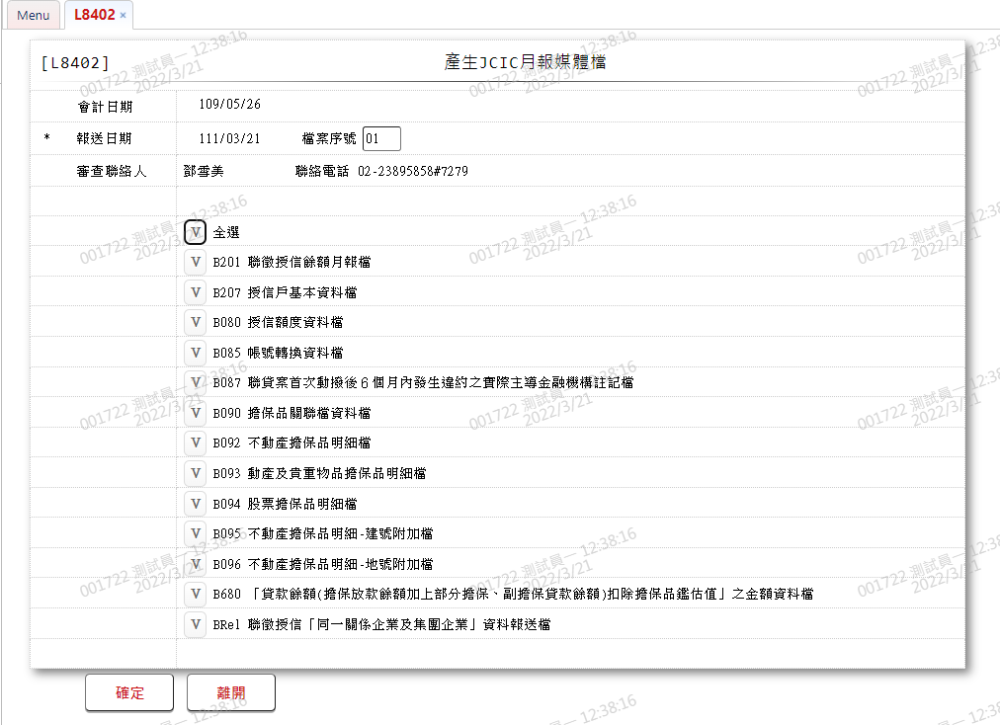 Menu L8402 ×
[L8402] 產生JCIC月報媒體檔
會計日期 109/05/26
* 報送日期 111/03/21 檔案序號 01
審查聯絡人 鄧雪美 聯絡電話 02-23895858#7279
V 全選
V B201 聯徵授信餘額月報檔
V B207 授信戶基本資料檔
V B080 授信額度資料檔
V B085 帳號轉換資料檔
V B087 聯貸案首次動撥後６個月內發生違約之實際主導金融機構註記檔
V B090 擔保品關聯檔資料檔
V B092 不動產擔保品明細檔
V B093 動產及貴重物品擔保品明細檔
V B094 股票擔保品明細檔
V B095 不動產擔保品明細-建號附加檔
V B096 不動產擔保品明細-地號附加檔
V B680 「貸款餘額(擔保放款餘額加上部分擔保、副擔保貸款餘額)扣除擔保品鑑估值」之金額資料檔
V BRel 聯徵授信「同一關係企業及集團企業」資料報送檔
確定 離開
001722 測試員一 12:38:16
2022/3/21